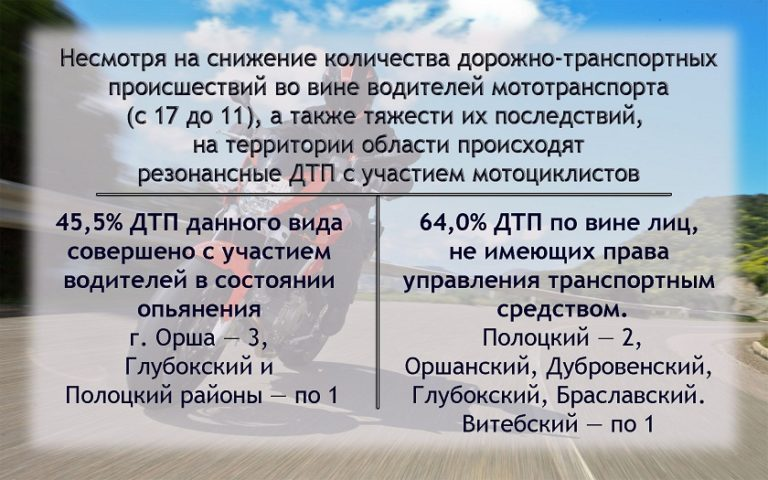 Несмотря на снижение количества дорожно-транспортных
происшествий во вине водителей мототранспорта
(с 17 до 11), а также тяжести их последствий,
на территории области происходят
резонансные ДТП с участием мотоциклистов
45,5% ДТП данного вида
совершено с участием
водителей в состоянии
опьянения
г. Орша — 3,
Глубокский и
Полоцкий районы — по 1
64,0% ДТП по вине лиц,
не имеющих права
управления транспортным
средством.
Полоцкий — 2,
Оршанский, Дубровенский,
Глубокский, Браславский.
Витебский — по 1